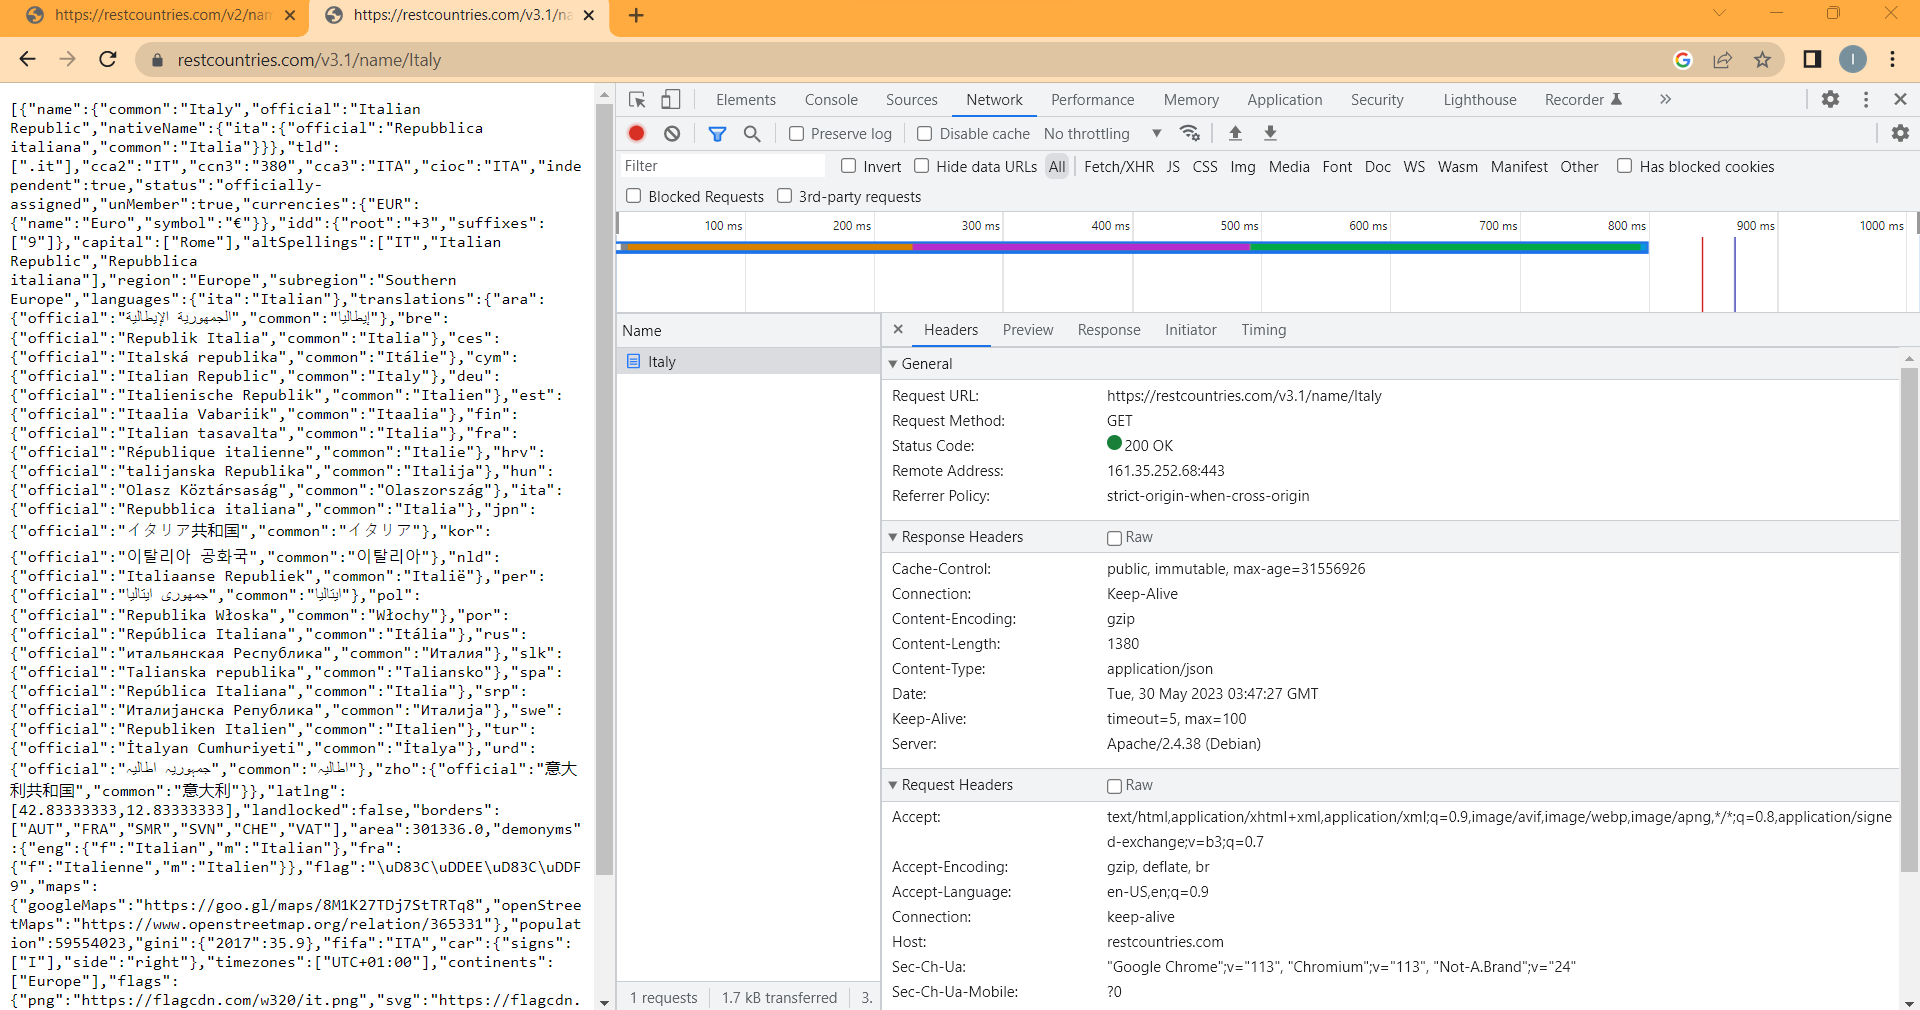 https://restcountries.com/v2/nam
https://restcountries.com/v3.1/na
restcountries.com/v3.1/name/Italy
I
[{"name":{"common":"Italy","official":"Italian
Republic","nativeName":{"ita":{"official":"Repubblica
italiana","common":"Italia"}}},"tld":
[".it"],"cca2":"IT","ccn3":"380","cca3":"ITA","cioc":"ITA","inde
pendent":true,"status":"officially-
assigned","unMember":true,"currencies":{"EUR":
{"name":"Euro","symbol":"€"}},"idd":{"root":"+3","suffixes":
["9"]},"capital":["Rome"],"altSpellings":["IT","Italian
Republic","Repubblica
italiana"],"region":"Europe","subregion":"Southern
Europe","languages":{"ita":"Italian"},"translations":{"ara":
{"official":"الجمهورية الإيطالية","common":"إيطاليا"},"bre":
{"official":"Republik Italia","common":"Italia"},"ces":
{"official":"Italská republika","common":"Itálie"},"cym":
{"official":"Italian Republic","common":"Italy"},"deu":
{"official":"Italienische Republik","common":"Italien"},"est":
{"official":"Itaalia Vabariik","common":"Itaalia"},"fin":
{"official":"Italian tasavalta","common":"Italia"},"fra":
{"official":"République italienne","common":"Italie"},"hrv":
{"official":"talijanska Republika","common":"Italija"},"hun":
{"official":"Olasz Köztársaság","common":"Olaszország"},"ita":
{"official":"Repubblica italiana","common":"Italia"},"jpn":
{"official":"イタリア共和国","common":"イタリア"},"kor":
{"official":"이탈리아 공화국","common":"이탈리아"},"nld":
{"official":"Italiaanse Republiek","common":"Italië"},"per":
{"official":"جمهوری ایتالیا","common":"ایتالیا"},"pol":
{"official":"Republika Włoska","common":"Włochy"},"por":
{"official":"República Italiana","common":"Itália"},"rus":
{"official":"итальянская Республика","common":"Италия"},"slk":
{"official":"Talianska republika","common":"Taliansko"},"spa":
{"official":"República Italiana","common":"Italia"},"srp":
{"official":"Италијанска Република","common":"Италија"},"swe":
{"official":"Republiken Italien","common":"Italien"},"tur":
{"official":"İtalyan Cumhuriyeti","common":"İtalya"},"urd":
{"official":"جمہوریہ اطالیہ","common":"اطالیہ"},"zho":{"official":"意大
利共和国","common":"意大利"}},"latlng":
[42.83333333,12.83333333],"landlocked":false,"borders":
["AUT","FRA","SMR","SVN","CHE","VAT"],"area":301336.0,"demonyms"
:{"eng":{"f":"Italian","m":"Italian"},"fra":
{"f":"Italienne","m":"Italien"}},"flag":"\uD83C\uDDEE\uD83C\uDDF
9","maps":
{"googleMaps":"https://goo.gl/maps/8M1K27TDj7StTRTq8","openStree
tMaps":"https://www.openstreetmap.org/relation/365331"},"populat
ion":59554023,"gini":{"2017":35.9},"fifa":"ITA","car":{"signs":
["I"],"side":"right"},"timezones":["UTC+01:00"],"continents":
["Europe"],"flags":
{"png":"https://flagcdn.com/w320/it.png","svg":"https://flagcdn.
Elements Console Sources Network Performance Memory Application Security Lighthouse Recorder
Preserve log Disable cache No throttling
Filter Invert Hide data URLs All Fetch/XHR JS CSS Img Media Font Doc WS Wasm Manifest Other Has blocked cookies
Blocked Requests 3rd-party requests
100 ms 200 ms 300 ms 400 ms 500 ms 600 ms 700 ms 800 ms 900 ms 1000 ms
Name
Italy
1 requests 1.7 kB transferred 3.
Headers Preview Response Initiator Timing
General
Request URL: https://restcountries.com/v3.1/name/Italy
Request Method: GET
Status Code: 200 OK
Remote Address: 161.35.252.68:443
Referrer Policy: strict-origin-when-cross-origin
Response Headers Raw
Cache-Control: public, immutable, max-age=31556926
Connection: Keep-Alive
Content-Encoding: gzip
Content-Length: 1380
Content-Type: application/json
Date: Tue, 30 May 2023 03:47:27 GMT
Keep-Alive: timeout=5, max=100
Server: Apache/2.4.38 (Debian)
Request Headers Raw
Accept: text/html,application/xhtml+xml,application/xml;q=0.9,image/avif,image/webp,image/apng,*/*;q=0.8,application/signe
d-exchange;v=b3;q=0.7
Accept-Encoding: gzip, deflate, br
Accept-Language: en-US,en;q=0.9
Connection: keep-alive
Host: restcountries.com
Sec-Ch-Ua: "Google Chrome";v="113", "Chromium";v="113", "Not-A.Brand";v="24"
Sec-Ch-Ua-Mobile: ?0